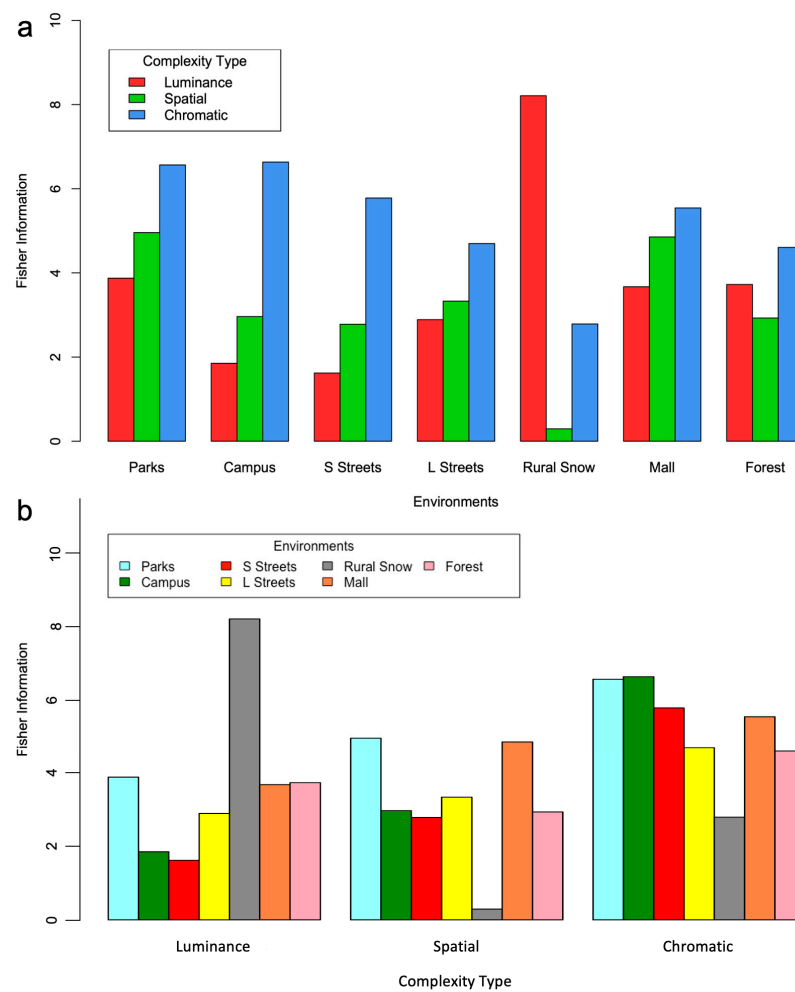 a
10
8
6
4
2
0
Fisher Information
Complexity Type
Luminance
Spatial
Chromatic
Parks Campus S Streets L Streets Rural Snow Mall Forest
Environments
b
10
8
6
4
2
0
Fisher Information
Environments
Parks S Streets Rural Snow Forest
Campus L Streets Mall
Luminance Spatial Chromatic
Complexity Type